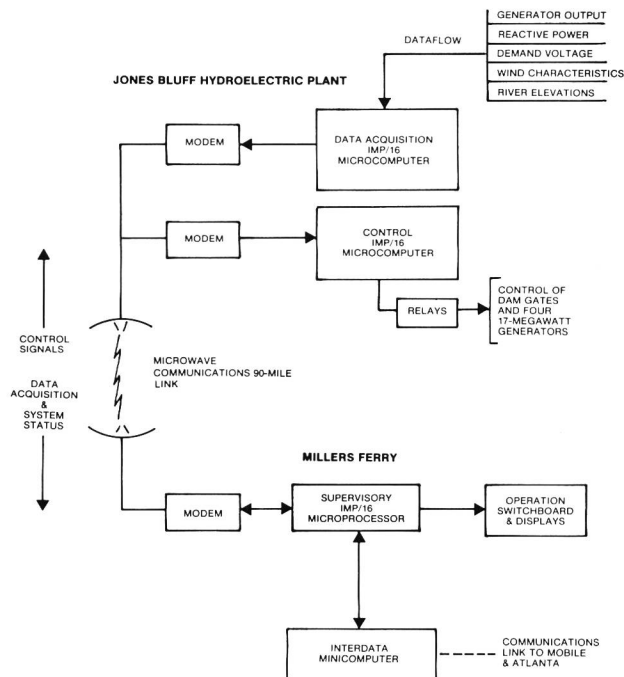 GENERATOR OUTPUT
REACTIVE POWER
DEMAND VOLTAGE
WIND CHARACTERISTICS
RIVER ELEVATIONS
DATAFLOW
JONES BLUFF HYDROELECTRIC PLANT
MODEM
DATA ACQUISITION
IMP/16
MICROCOMPUTER
MODEM
CONTROL
IMP/16
MICROCOMPUTER
RELAYS
CONTROL OF
DAM GATES
AND FOUR
17-MEGAWATT
GENERATORS
CONTROL
SIGNALS
DATA
ACQUISITION
&
SYSTEM
STATUS
MICROWAVE
COMMUNICATIONS 90-MILE
LINK
MILLERS FERRY
MODEM
SUPERVISORY
IMP/16
MICROPROCESSOR
OPERATION
SWITCHBOARD
& DISPLAYS
INTERDATA
MINICOMPUTER
COMMUNICATIONS
LINK TO MOBILE
& ATLANTA